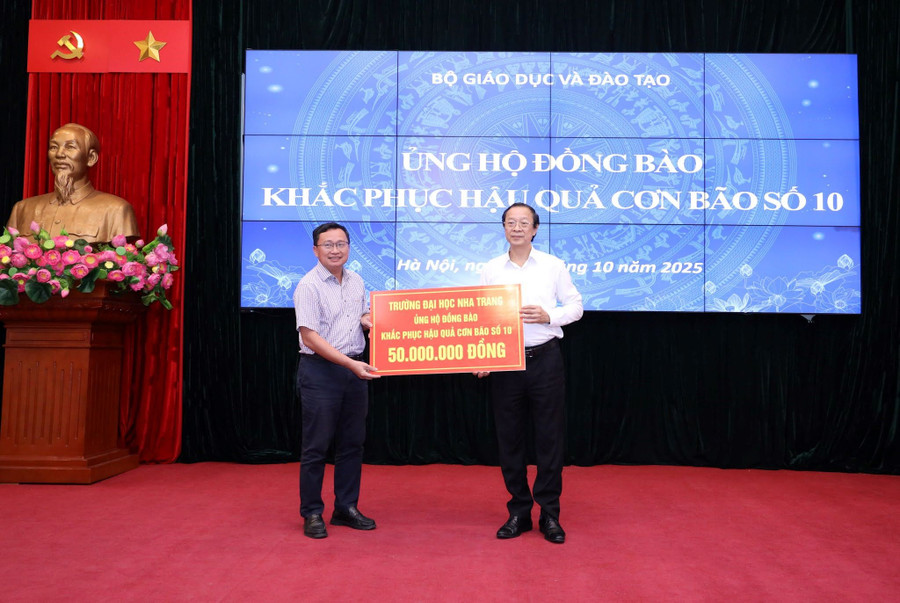 BỘ GIÁO DỤC VÀ ĐÀO TẠO
ỦNG HỘ ĐỒNG BÀO
KHẮC PHỤC HẬU QUẢ CƠN BÃO SỐ 10
Hà Nội, 10 năm 2025
TRƯỜNG ĐẠI HỌC NHA TRANG
ỦNG HỘ ĐỒNG BÀO
KHẮC PHỤC HẬU QUẢ CƠN BÃO SỐ 10
50.000.000 ĐỒNG